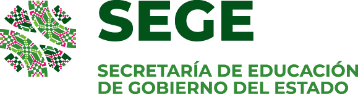 SEGE
SECRETARÍA DE EDUCACIÓN
DE GOBIERNO DEL ESTADO